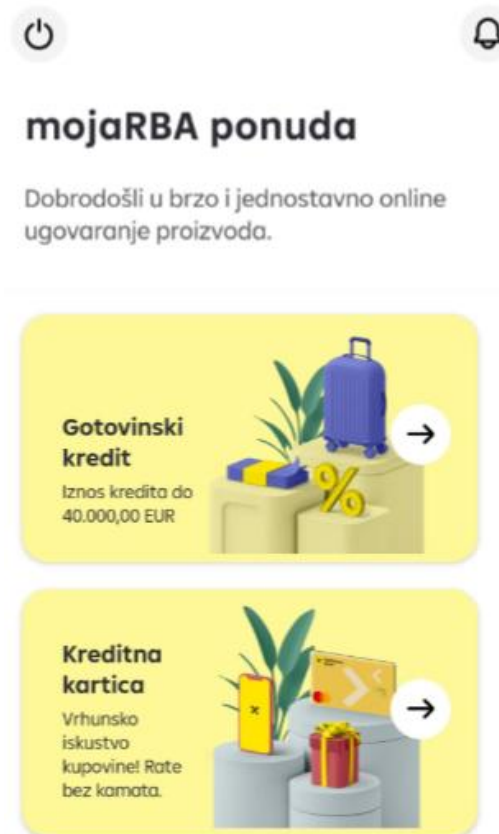 mojaRBA ponuda
Dobrodošli u brzo i jednostavno online
ugovaranje proizvoda.
Gotovinski
kredit
Iznos kredita do
40.000,00 EUR
%
Kreditna
kartica
Vrhunsko
iskustvo
kupovine! Rate
bez kamata.